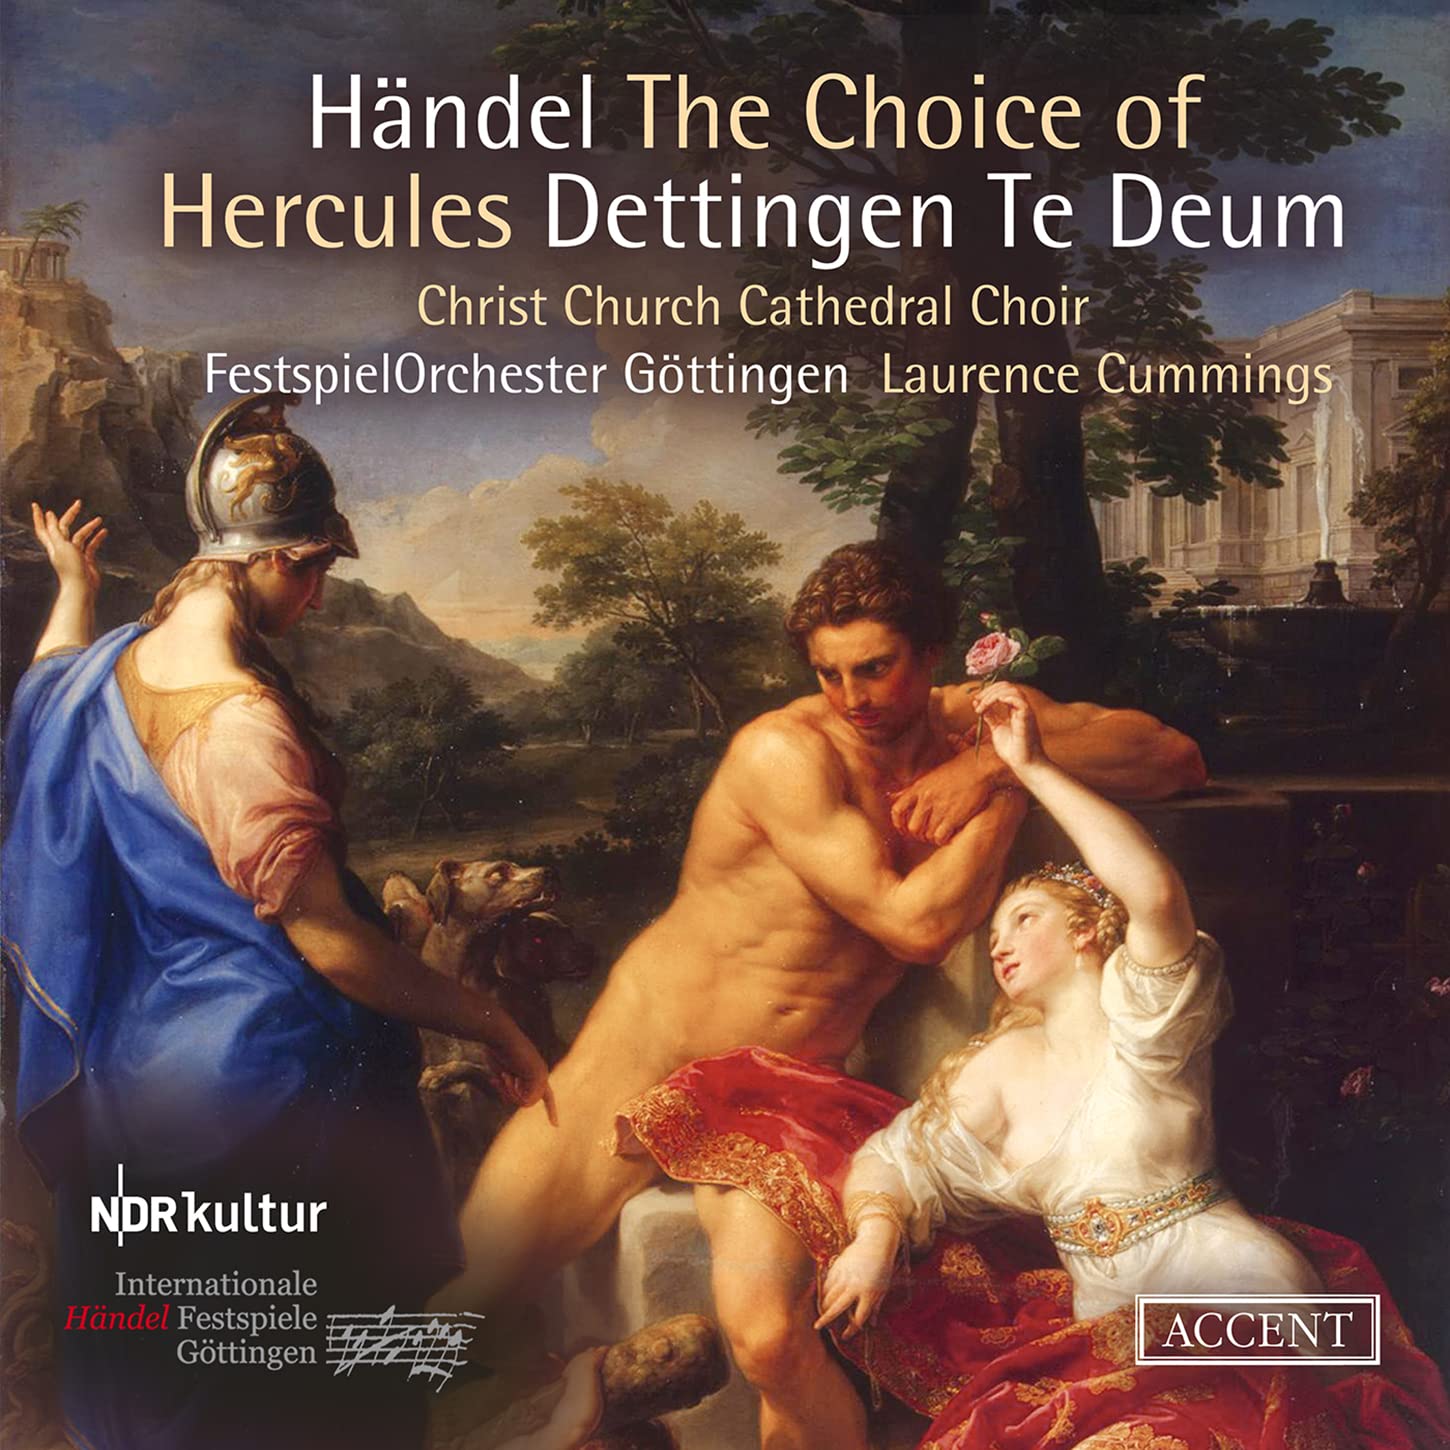 Händel The Choice of
Hercules Dettingen Te Deum
Christ Church Cathedral Choir
FestspielOrchester Göttingen Laurence Cummings
NDR kultur
Internationale
Händel Festspiele
Göttingen
ACCENT